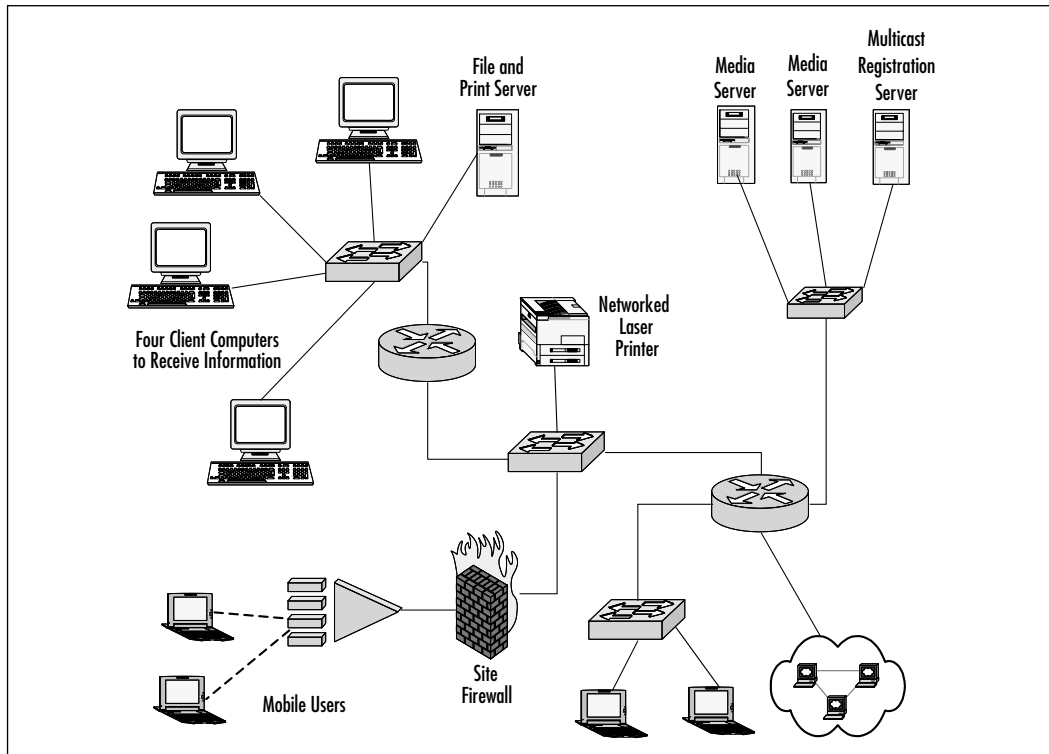 File and
Print Server
Media
Server
Media
Server
Multicast
Registration
Server
Four Client Computers
to Receive Information
Networked
Laser
Printer
Mobile Users
Site
Firewall